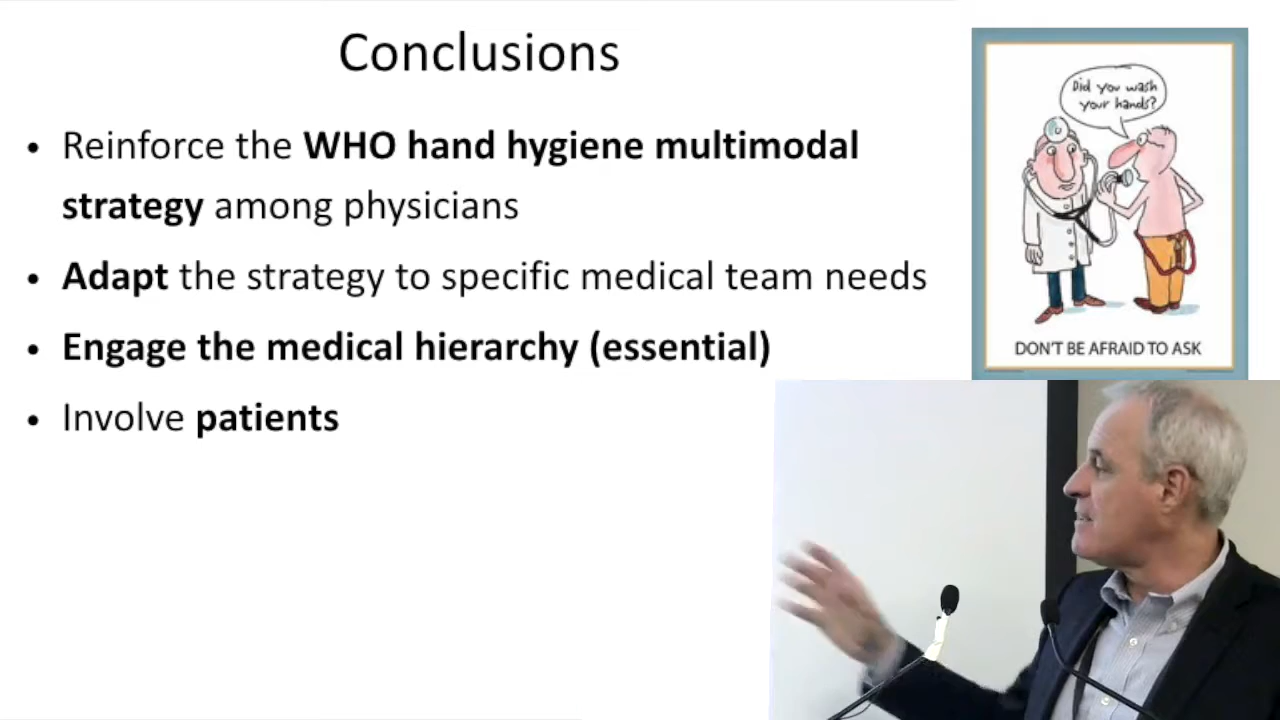 Conclusions
• Reinforce the WHO hand hygiene multimodal
strategy among physicians
• Adapt the strategy to specific medical team needs
• Engage the medical hierarchy (essential)
• Involve patients
Did you wash
your hands?
DON'T BE AFRAID TO ASK